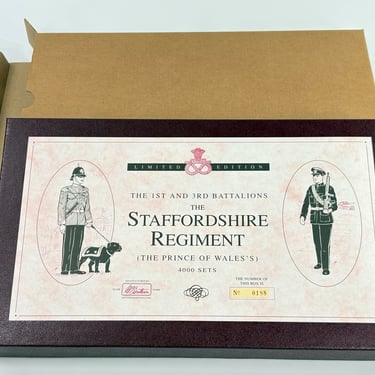 LIMITED EDITION
THE 1ST AND 3RD BATTALIONS
THE
STAFFORDSHIRE
REGIMENT
(THE PRINCE OF WALES'S)
4000 SETS
THE NUMBER OF
THIS BOX IS
No 0188